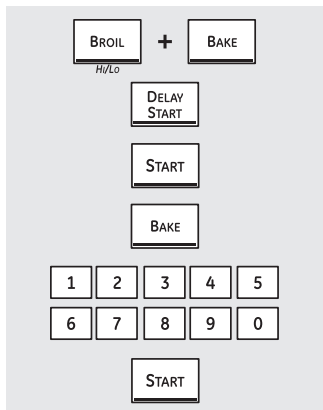 BROIL + BAKE
HI/LO
DELAY
START
START
BAKE
1 2 3 4 5
6 7 8 9 0
START